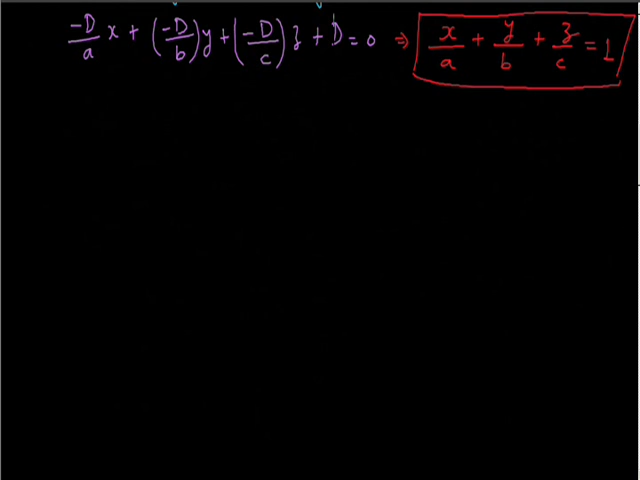 -D/a x + (-D/b) y + (-D/c) z + D = 0 ⇒ x/a + y/b + z/c = 1